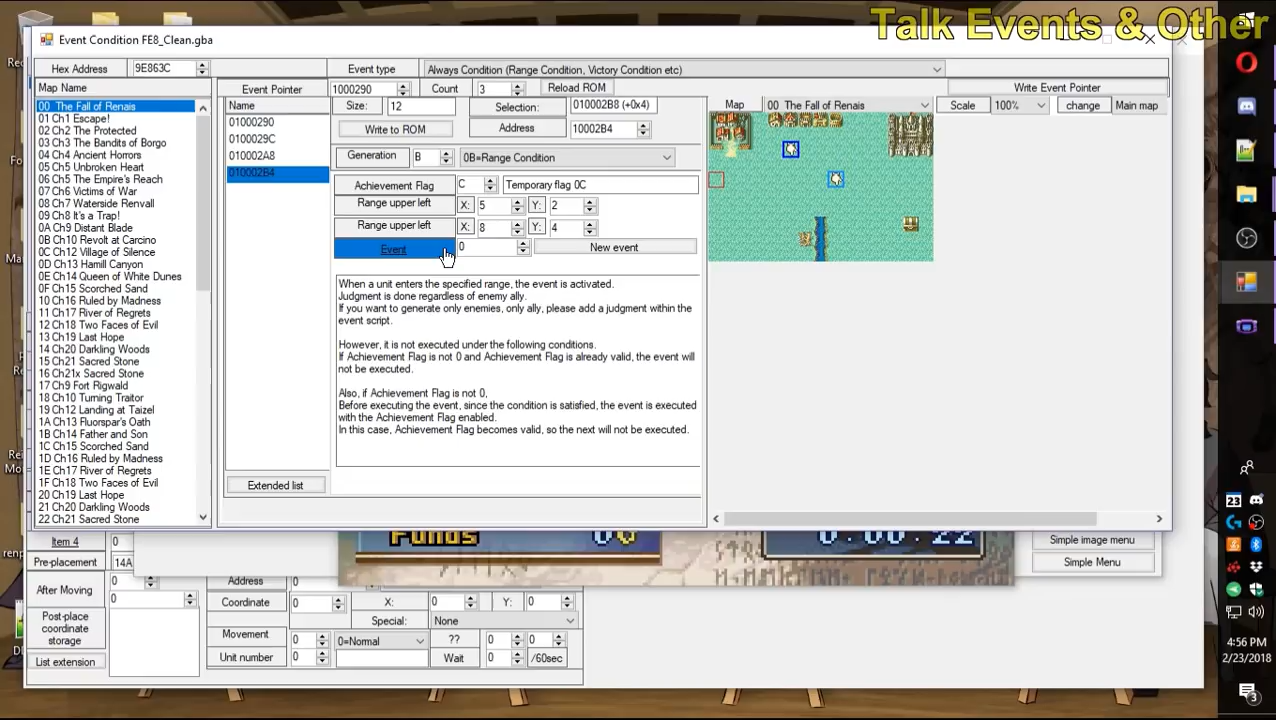 Talk Events & Other
Event Condition FE8_Clean.gba
Hex Address 9E863C Event type Always Condition (Range Condition, Victory Condition etc)
Map Name Event Pointer 1000290 Count 3 Reload ROM Write Event Pointer
00 The Fall of Renais
01 Ch1 Escape!
02 Ch2 The Protected
03 Ch3 The Bandits of Borgo
04 Ch4 Ancient Horrors
05 Ch5 Unbroken Heart
06 Ch5 The Empire's Reach
07 Ch6 Victims of War
08 Ch7 Waterside Renvall
09 Ch8 It's a Trap!
0A Ch9 Distant Blade
0B Ch10 Revolt at Carcino
0C Ch12 Village of Silence
0D Ch13 Hamill Canyon
0E Ch14 Queen of White Dunes
0F Ch15 Scorched Sand
10 Ch16 Ruled by Madness
11 Ch17 River of Regrets
12 Ch18 Two Faces of Evil
13 Ch19 Last Hope
14 Ch20 Darkling Woods
15 Ch21 Sacred Stone
16 Ch21x Sacred Stone
17 Ch9 Fort Rigwald
18 Ch10 Turning Traitor
19 Ch12 Landing at Taizel
1A Ch13 Fluorspar's Oath
1B Ch14 Father and Son
1C Ch15 Scorched Sand
1D Ch16 Ruled by Madness
1E Ch17 River of Regrets
1F Ch18 Two Faces of Evil
20 Ch19 Last Hope
21 Ch20 Darkling Woods
22 Ch21 Sacred Stone
Name
01000290
0100029C
010002A8
010002B4
Extended list
Size: 12 Selection: 010002B8 (+0x4)
Write to ROM Address 10002B4
Generation B 0B=Range Condition
Achievement Flag C Temporary flag 0C
Range upper left X: 5 Y: 2
Range upper left X: 8 Y: 4
Event 0 New event
When a unit enters the specified range, the event is activated.
Judgment is done regardless of enemy ally.
If you want to generate only enemies, only ally, please add a judgment within the
event script.
However, it is not executed under the following conditions.
If Achievement Flag is not 0 and Achievement Flag is already valid, the event will
not be executed.
Also, if Achievement Flag is not 0,
Before executing the event, since the condition is satisfied, the event is executed
with the Achievement Flag enabled.
In this case, Achievement Flag becomes valid, so the next will not be executed.
Map 00 The Fall of Renais Scale 100% change Main map
Item 4 0
Pre-placement 14A
After Moving 0
0
Post-place
coordinate
storage
List extension
Address 0
Coordinate 0 X: 0 Y: 0
Special: None
Movement 0 0=Normal ?? 0 0
Unit number 0 Wait 0 /60sec
Funds 0
0:00:22
Simple image menu
Simple Menu
23
4:56 PM
2/23/2018
3